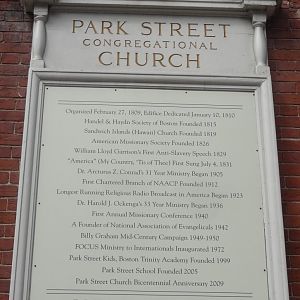 PARK STREET
CONGREGATIONAL
CHURCH
Organized February 27, 1809, Edifice Dedicated January 10, 1810
Handel & Haydn Society of Boston Founded 1815
Sandwich Islands (Hawaii) Church Founded 1819
American Missionary Society Founded 1826
William Lloyd Garrison's First Anti-Slavery Speech 1829
"America" (My Country, 'Tis of Thee) First Sung July 4, 1831
Dr. Arcturus Z. Conrad's 31 Year Ministry Began 1905
First Chartered Branch of NAACP Founded 1912
Longest Running Religious Radio Broadcast in America Began 1923
Dr. Harold J. Ockenga's 33 Year Ministry Began 1936
First Annual Missionary Conference 1940
A Founder of National Association of Evangelicals 1942
Billy Graham Mid-Century Campaign 1949-1950
FOCUS Ministry to Internationals Inaugurated 1972
Park Street Kids, Boston Trinity Academy Founded 1999
Park Street School Founded 2005
Park Street Church Bicentennial Anniversary 2009